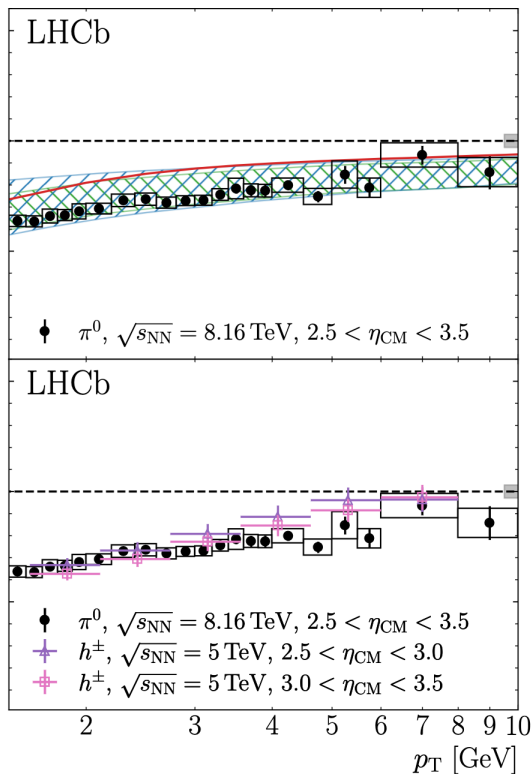 LHCb
π⁰, √s_NN = 8.16 TeV, 2.5 < η_CM < 3.5
LHCb
π⁰, √s_NN = 8.16 TeV, 2.5 < η_CM < 3.5
h±, √s_NN = 5 TeV, 2.5 < η_CM < 3.0
h±, √s_NN = 5 TeV, 3.0 < η_CM < 3.5
2 3 4 5 6 7 8 9 10
p_T [GeV]